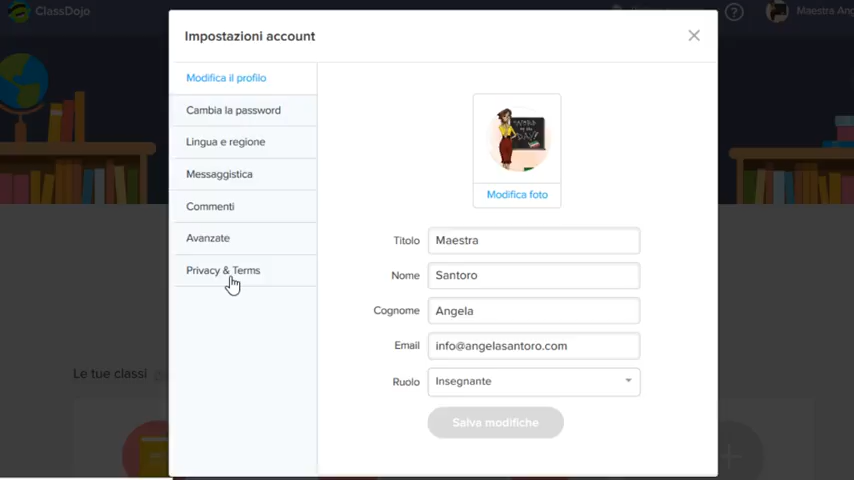 ClassDojo
Maestra Ang
Impostazioni account
Modifica il profilo
Cambia la password
Lingua e regione
Messaggistica
Commenti
Avanzate
Privacy & Terms
Modifica foto
Titolo Maestra
Nome Santoro
Cognome Angela
Email info@angelasantoro.com
Ruolo Insegnante
Salva modifiche
Le tue classi